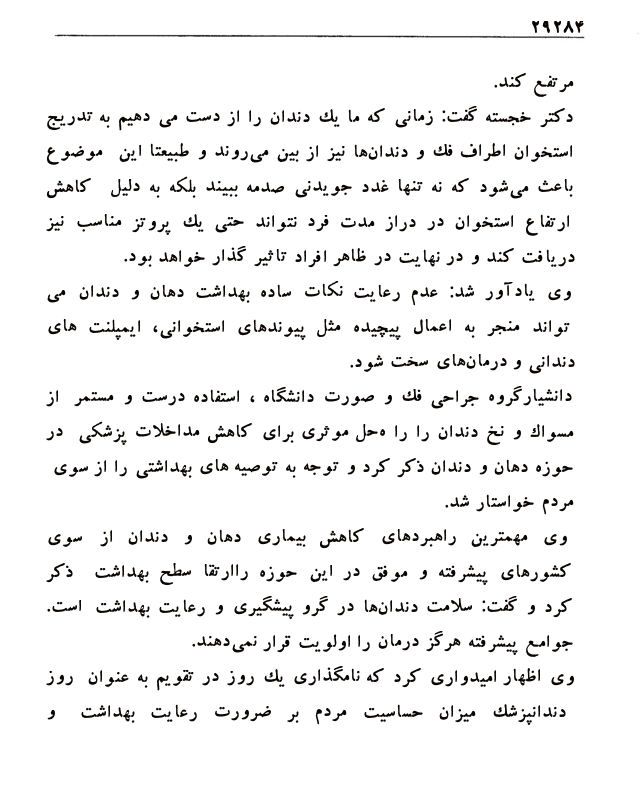 ۲۹۲۸۴
مرتفع کند.
دکتر خجسته گفت: زمانی که ما یك دندان را از دست می دهیم به تدریج
استخوان اطراف فك و دندان‌ها نیز از بین می‌روند و طبیعتا این موضوع
باعث می‌شود که نه تنها غدد جویدنی صدمه ببیند بلکه به دلیل کاهش
ارتفاع استخوان در دراز مدت فرد نتواند حتی یك پروتز مناسب نیز
دریافت کند و در نهایت در ظاهر افراد تاثیر گذار خواهد بود.
وی یادآور شد: عدم رعایت نکات ساده بهداشت دهان و دندان می
تواند منجر به اعمال پیچیده مثل پیوندهای استخوانی، ایمپلنت های
دندانی و درمان‌های سخت شود.
دانشیارگروه جراحی فك و صورت دانشگاه ، استفاده درست و مستمر از
مسواك و نخ دندان را را ه‌حل موثری برای کاهش مداخلات پزشکی در
حوزه دهان و دندان ذکر کرد و توجه به توصیه های بهداشتی را از سوی
مردم خواستار شد.
وی مهمترین راهبردهای کاهش بیماری دهان و دندان از سوی
کشورهای پیشرفته و موفق در این حوزه راارتقا سطح بهداشت ذکر
کرد و گفت: سلامت دندان‌ها در گرو پیشگیری و رعایت بهداشت است.
جوامع پیشرفته هرگز درمان را اولویت قرار نمی‌دهند.
وی اظهار امیدواری کرد که نامگذاری یك روز در تقویم به عنوان روز
دندانپزشك میزان حساسیت مردم بر ضرورت رعایت بهداشت و